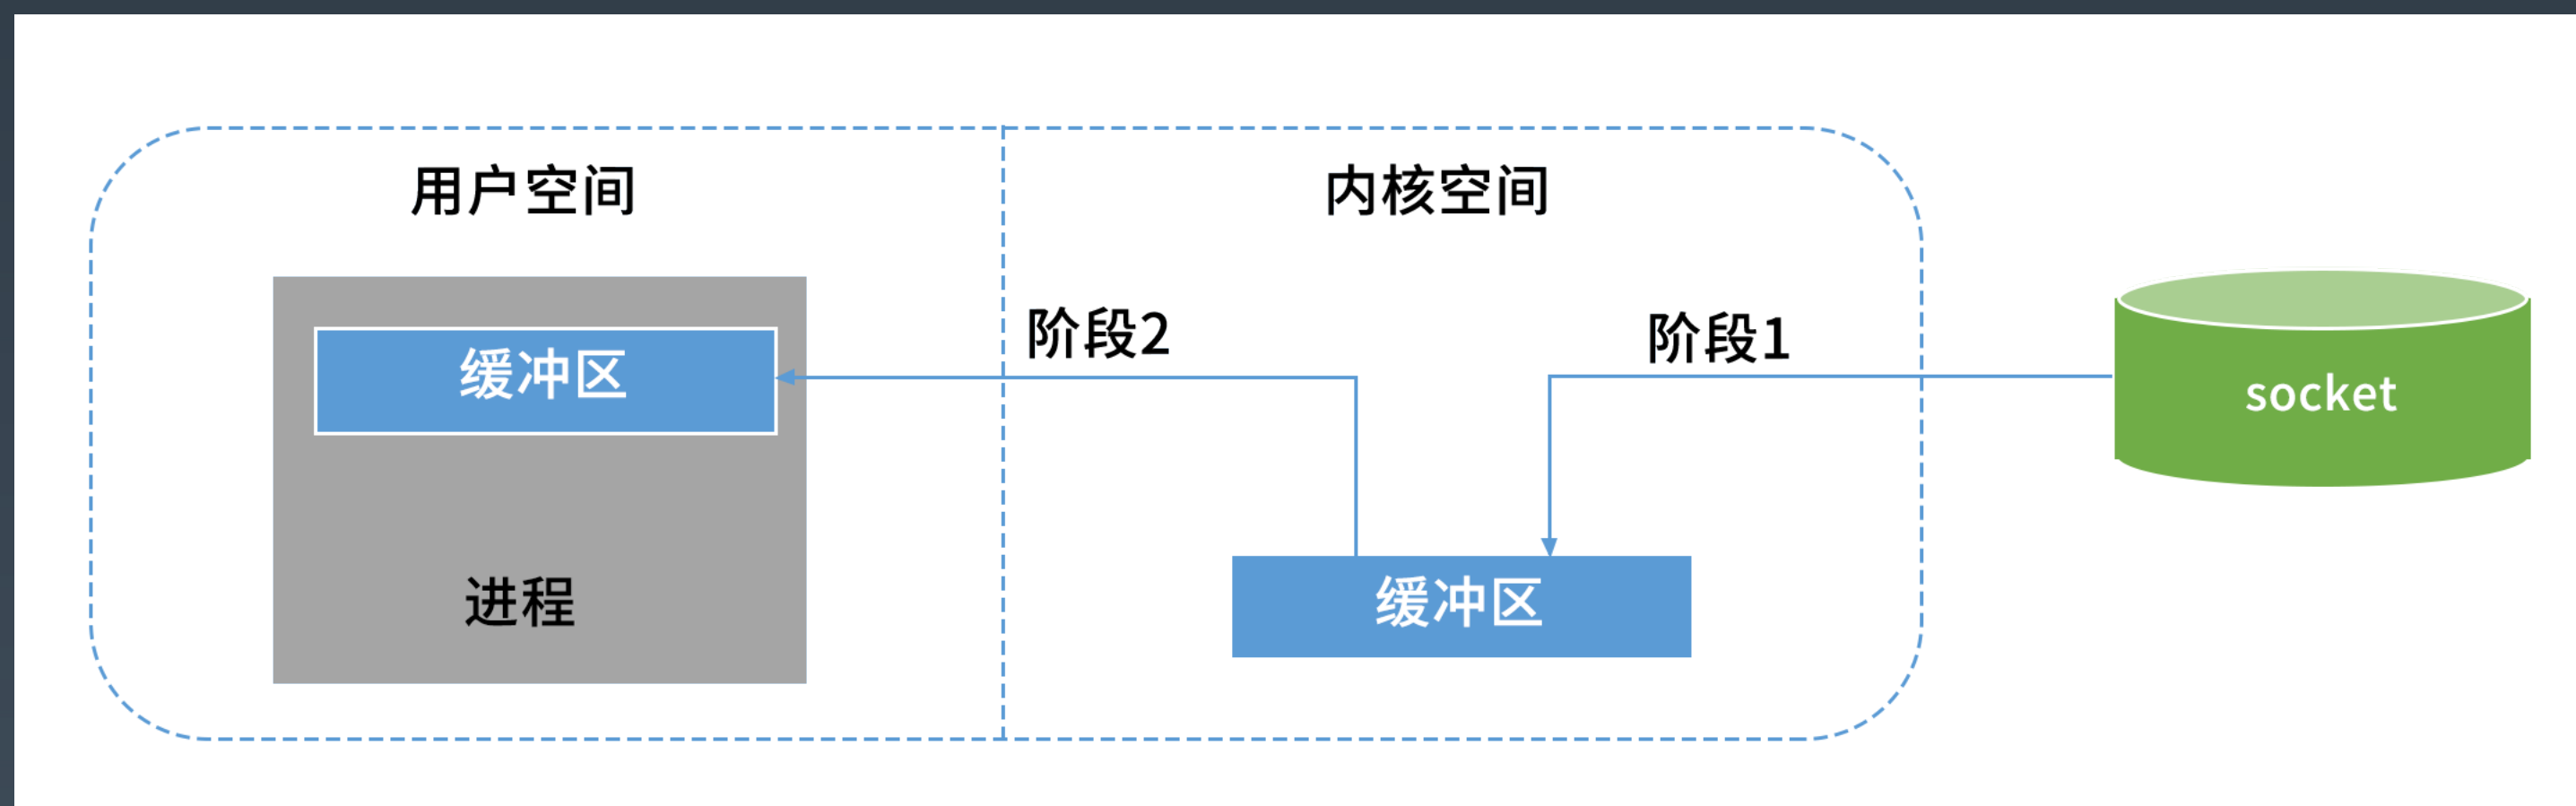 用户空间
内核空间
阶段2
阶段1
缓冲区
socket
进程
缓冲区